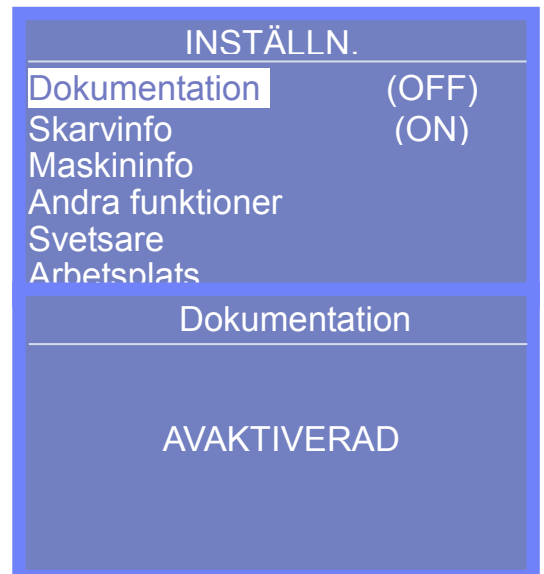 INSTÄLLN.
Dokumentation (OFF)
Skarvinfo (ON)
Maskininfo
Andra funktioner
Svetsare
Arbetsplats
Dokumentation
AVAKTIVERAD